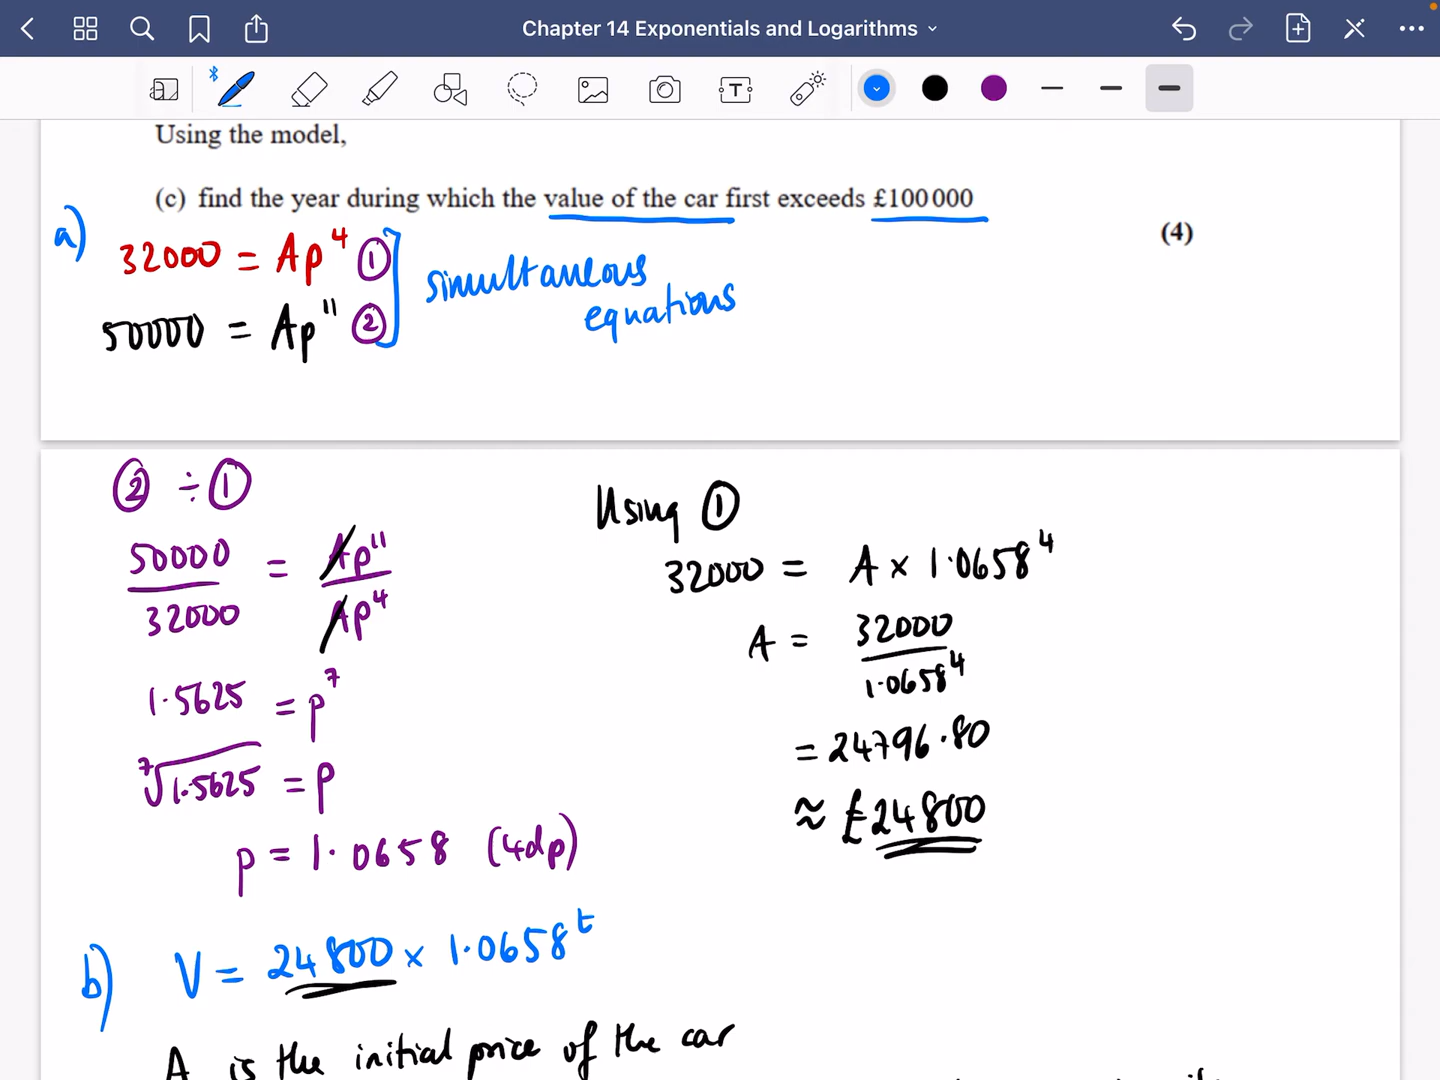 Chapter 14 Exponentials and Logarithms
Using the model,
(c) find the year during which the value of the car first exceeds £100 000
(4)
a)
32000 = Ap⁴ ①
50000 = Ap¹¹ ②
simultaneous
equations
② ÷ ①
50000 / 32000 = Ap¹¹ / Ap⁴
1.5625 = p⁷
⁷√1.5625 = p
p = 1.0658 (4dp)
Using ①
32000 = A × 1.0658⁴
A = 32000 / 1.0658⁴
= 24796.80
≈ £24800
b) V = 24800 × 1.0658ᵗ
A is the initial price of the car